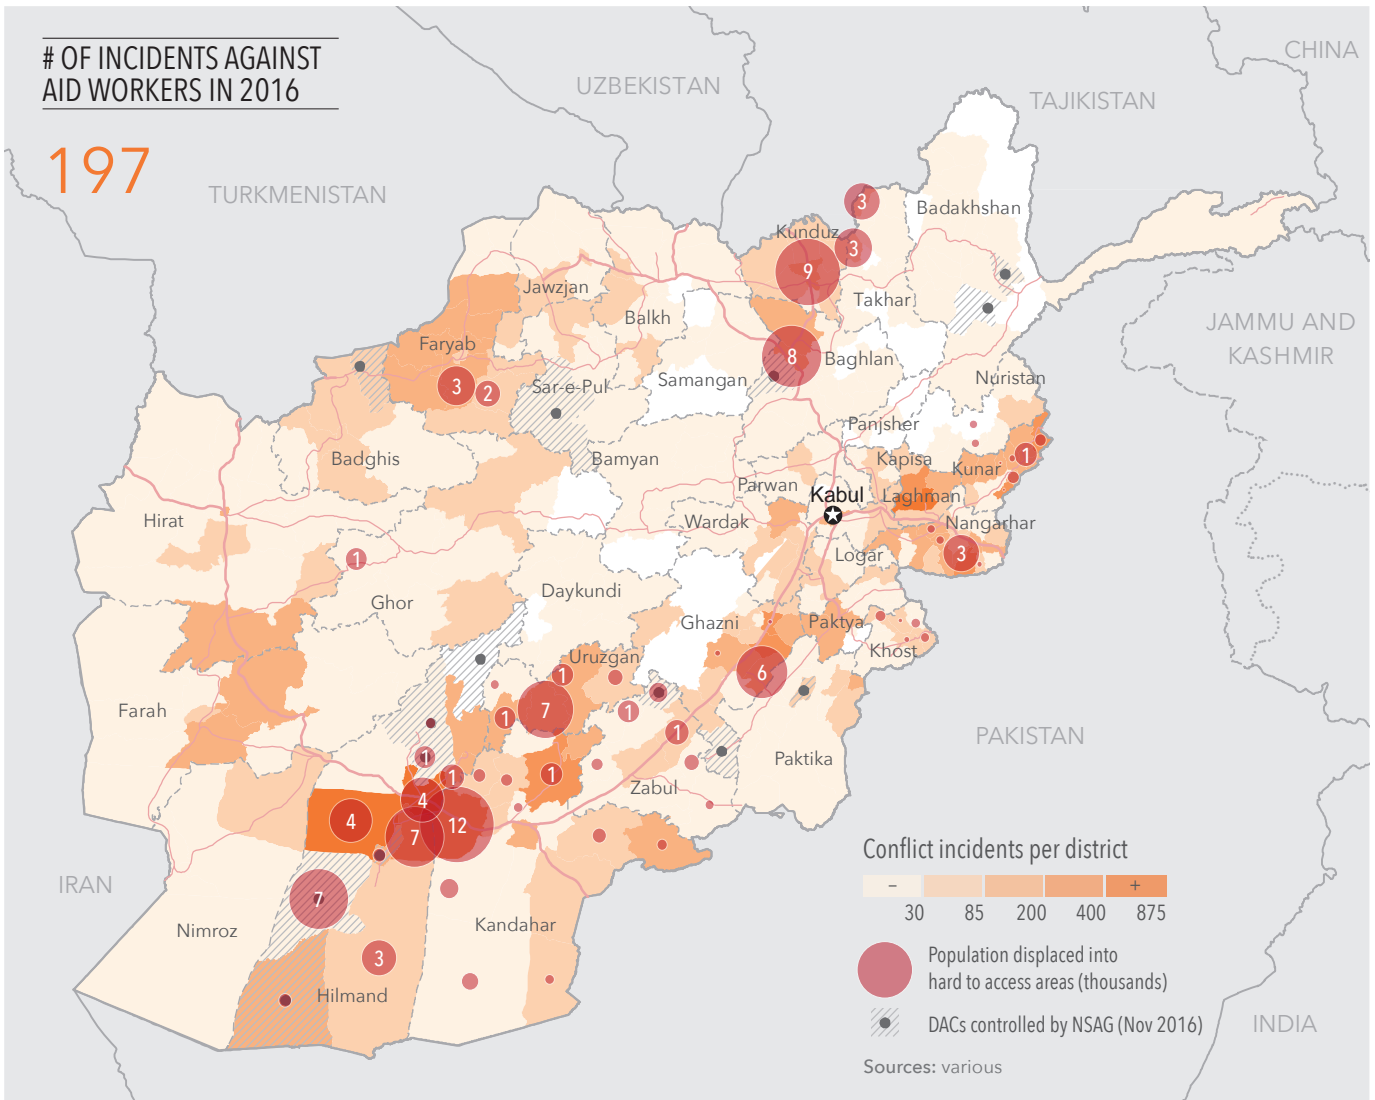 # OF INCIDENTS AGAINST
AID WORKERS IN 2016
197
CHINA
UZBEKISTAN
TAJIKISTAN
TURKMENISTAN
3
Badakhshan
Kunduz
3
9
Jawzjan
Takhar
Balkh
JAMMU AND
KASHMIR
Faryab
8
Baghlan
3
2
Sar-e-Pul
Samangan
Nuristan
Panjsher
Badghis
Bamyan
Kapisa
Kunar
1
Parwan
Kabul
Laghman
Hirat
Wardak
Nangarhar
1
Logar
3
Daykundi
Ghor
Ghazni
Paktya
Khost
Uruzgan
1
6
Farah
7
1
1
1
PAKISTAN
1
Paktika
1
1
Zabul
4
4
7
12
Conflict incidents per district
– +
30 85 200 400 875
IRAN
7
Nimroz
Kandahar
3
Hilmand
Population displaced into
hard to access areas (thousands)
DACs controlled by NSAG (Nov 2016)
INDIA
Sources: various